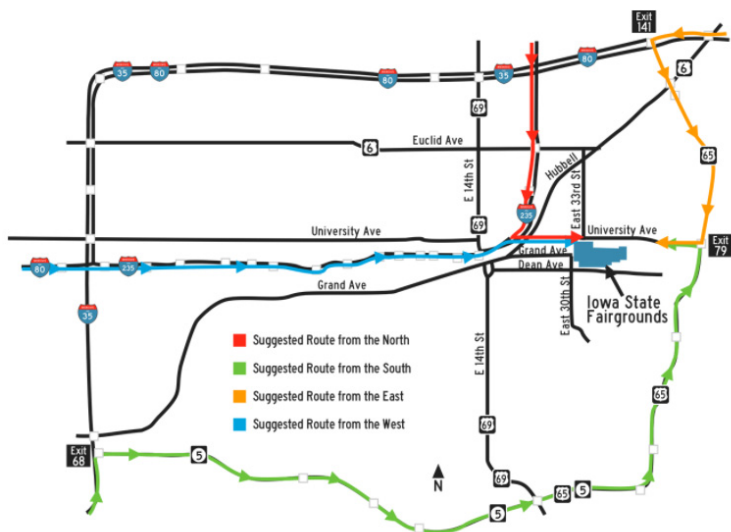 Exit
141
6
35
80
80
35
80
69
6
Euclid Ave
E 14th St
Hubbell
65
235
East 33rd St
69
University Ave
University Ave
Exit
79
Grand Ave
Dean Ave
80
235
Grand Ave
35
East 30th St
Iowa State
Fairgrounds
Suggested Route from the North
Suggested Route from the South
Suggested Route from the East
Suggested Route from the West
E 14th St
65
69
Exit
68
5
N
69
65
5
5